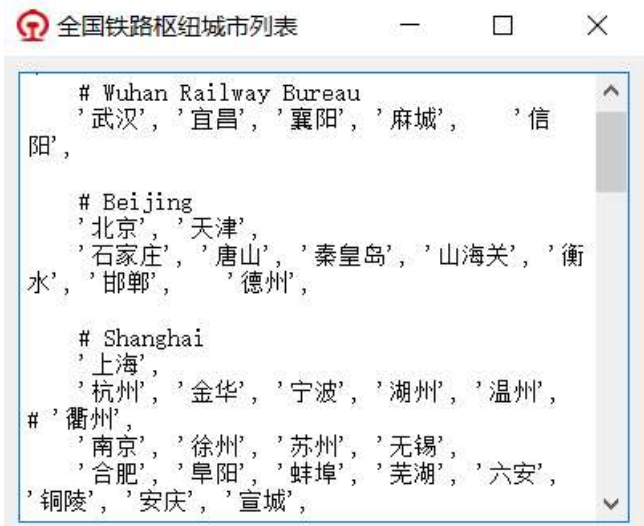 全国铁路枢纽城市列表
# Wuhan Railway Bureau
'武汉', '宜昌', '襄阳', '麻城', '信
阳',
# Beijing
'北京', '天津',
'石家庄', '唐山', '秦皇岛', '山海关', '衡
水', '邯郸', '德州',
# Shanghai
'上海',
'杭州', '金华', '宁波', '湖州', '温州',
# '衢州',
'南京', '徐州', '苏州', '无锡',
'合肥', '阜阳', '蚌埠', '芜湖', '六安',
'铜陵', '安庆', '宣城',